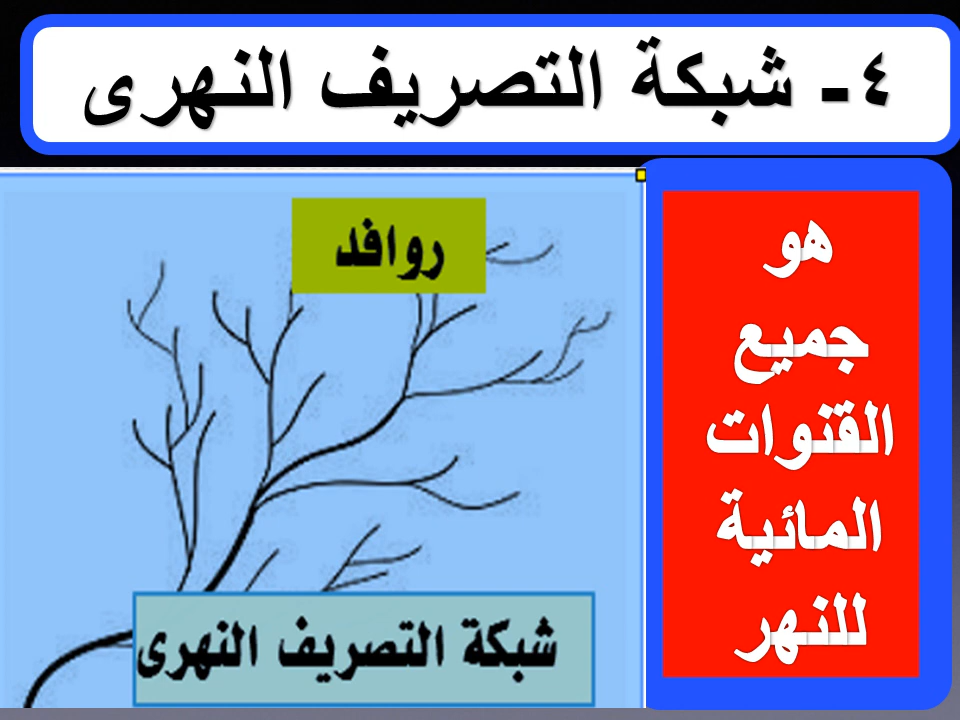 ٤- شبكة التصريف النهرى
هو
جميع
القنوات
المائية
للنهر
روافد
شبكة التصريف النهرى